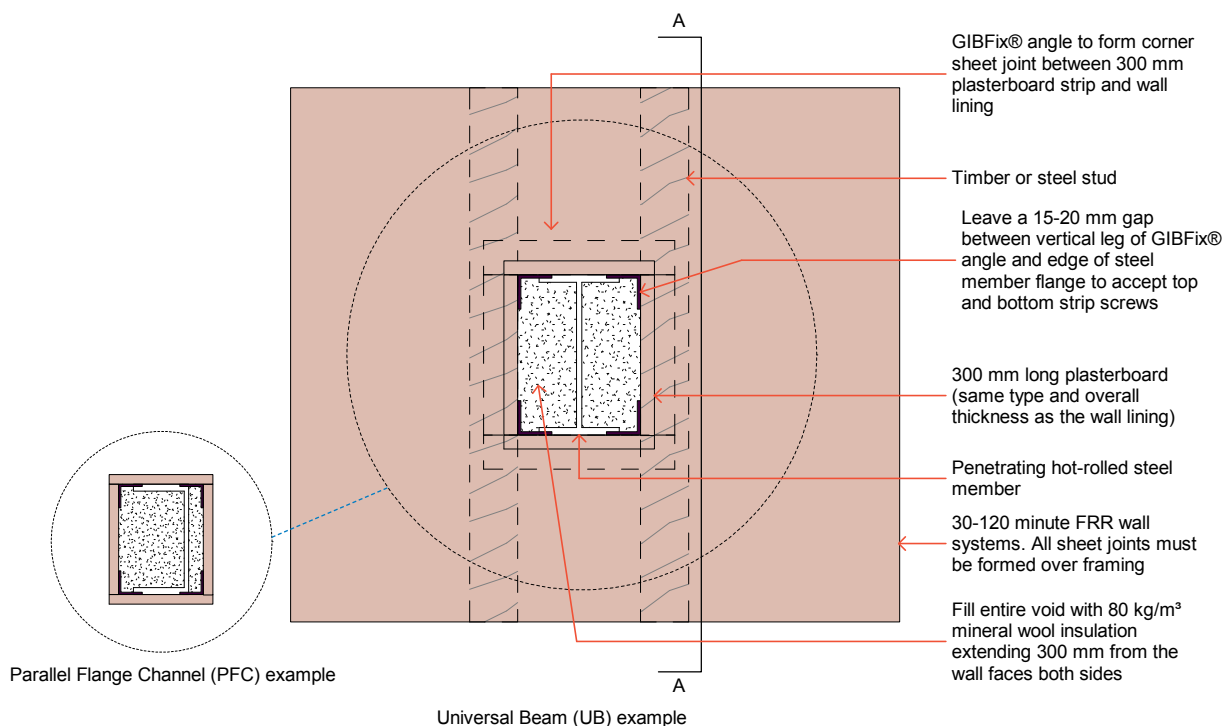 A
GIBFix® angle to form corner
sheet joint between 300 mm
plasterboard strip and wall
lining
Timber or steel stud
Leave a 15-20 mm gap
between vertical leg of GIBFix®
angle and edge of steel
member flange to accept top
and bottom strip screws
300 mm long plasterboard
(same type and overall
thickness as the wall lining)
Penetrating hot-rolled steel
member
30-120 minute FRR wall
systems. All sheet joints must
be formed over framing
Fill entire void with 80 kg/m³
mineral wool insulation
extending 300 mm from the
wall faces both sides
A
Parallel Flange Channel (PFC) example
Universal Beam (UB) example